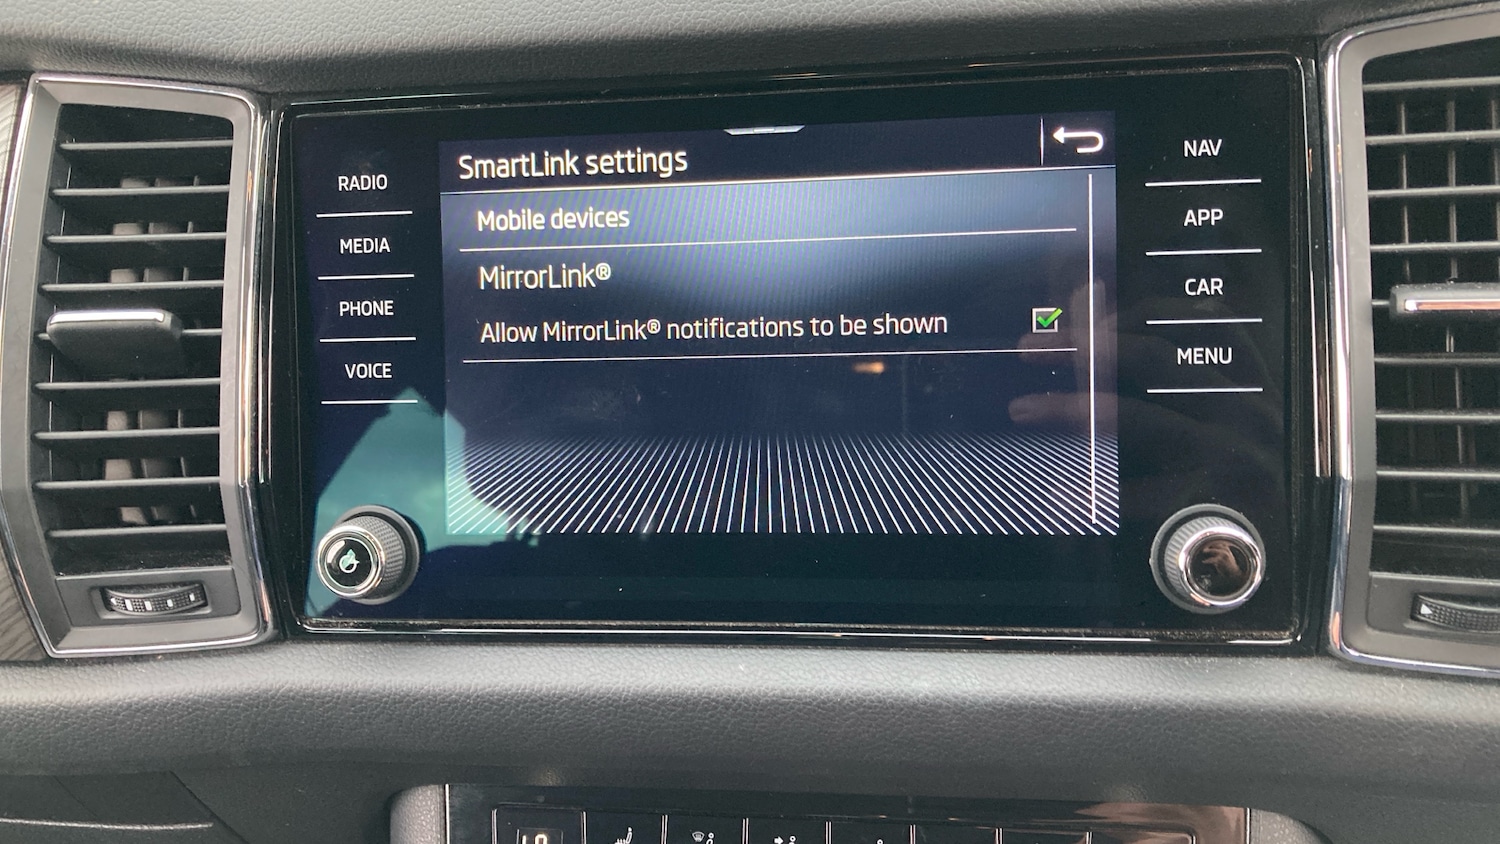 SmartLink settings
Mobile devices
MirrorLink®
Allow MirrorLink® notifications to be shown
RADIO
MEDIA
PHONE
VOICE
NAV
APP
CAR
MENU